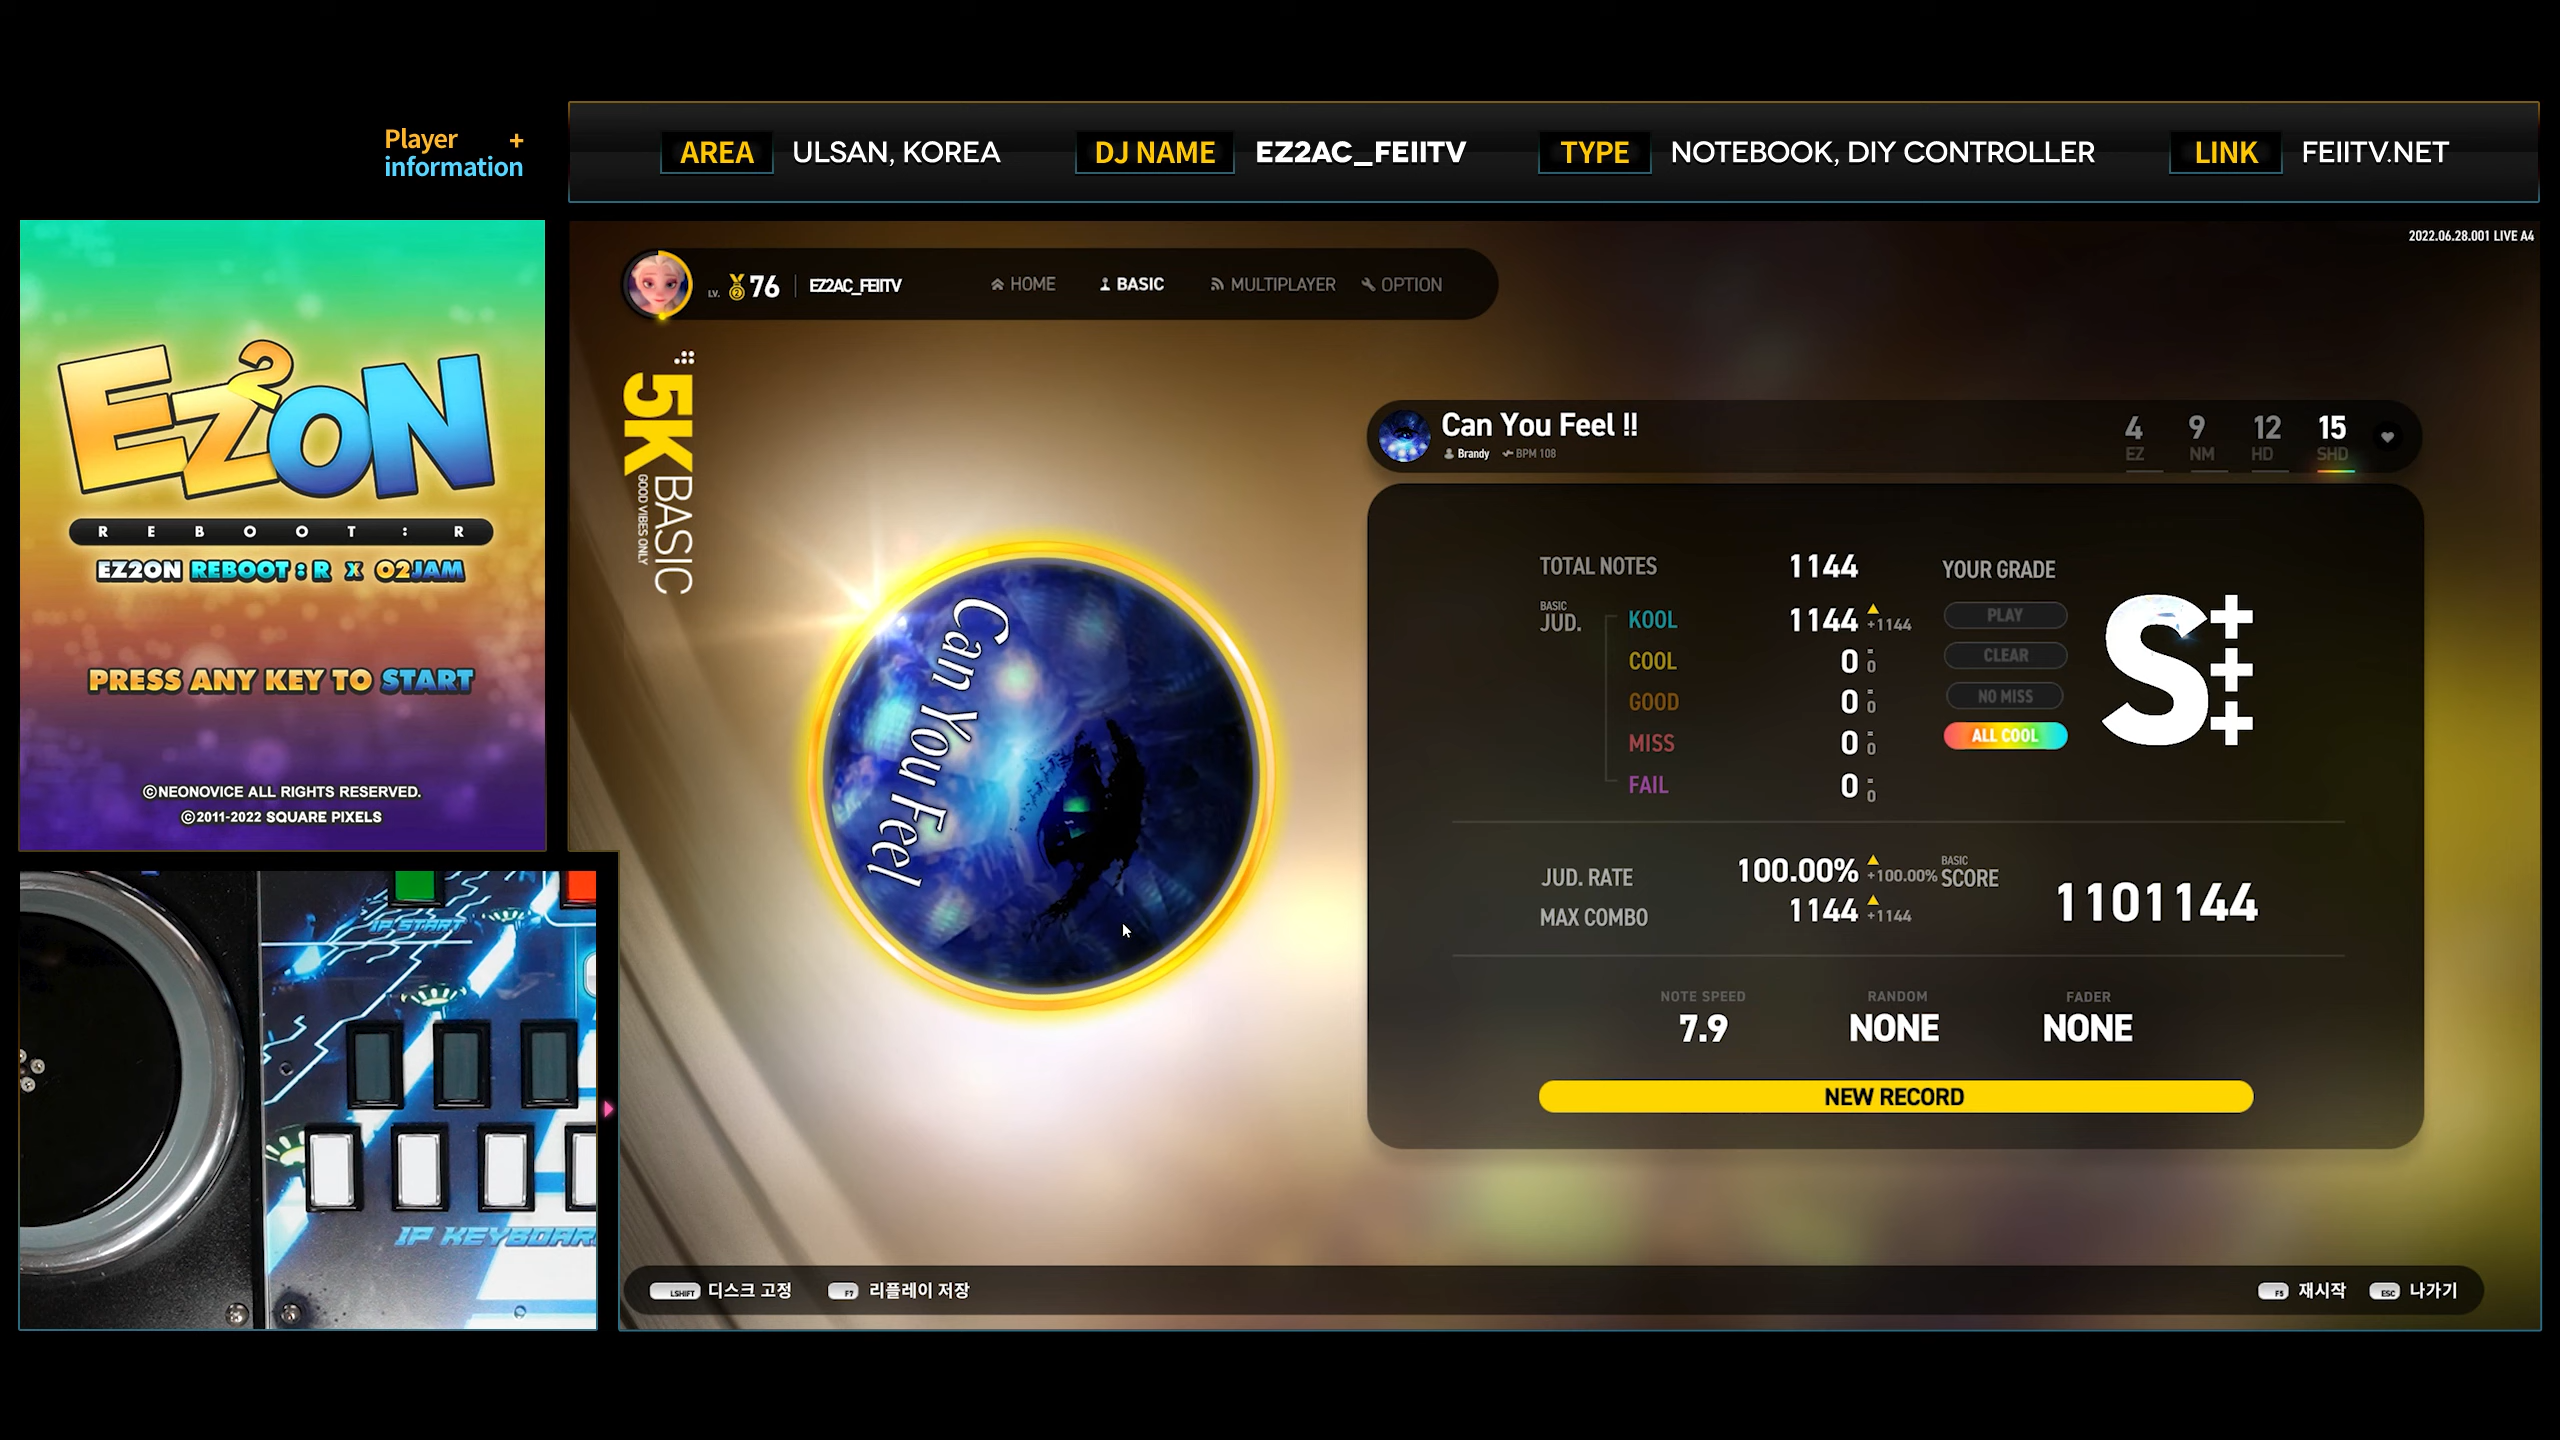 Player +
information
AREA ULSAN, KOREA DJ NAME EZ2AC_FEIITV TYPE NOTEBOOK, DIY CONTROLLER LINK FEIITV.NET
2022.06.28.001 LIVE A4
LV. 2 76 EZ2AC_FEIITV HOME BASIC MULTIPLAYER OPTION
EZ2ON
REBOOT : R
EZ2ON REBOOT : R X O2JAM
PRESS ANY KEY TO START
©NEONOVICE ALL RIGHTS RESERVED.
©2011-2022 SQUARE PIXELS
5K BASIC
GOOD VIBES ONLY
Can You Feel
Can You Feel !!
Brandy BPM 108
4 9 12 15
EZ NM HD SHD
TOTAL NOTES 1144
BASIC
JUD.
KOOL 1144 +1144
COOL 0 = 0
GOOD 0 = 0
MISS 0 = 0
FAIL 0 = 0
YOUR GRADE
PLAY
CLEAR
NO MISS
ALL COOL
S+++
JUD. RATE 100.00% +100.00%
MAX COMBO 1144 +1144
BASIC
SCORE 1101144
NOTE SPEED RANDOM FADER
7.9 NONE NONE
NEW RECORD
1P START
1P KEYBOAR
LSHIFT 디스크 고정 F7 리플레이 저장 F5 재시작 ESC 나가기